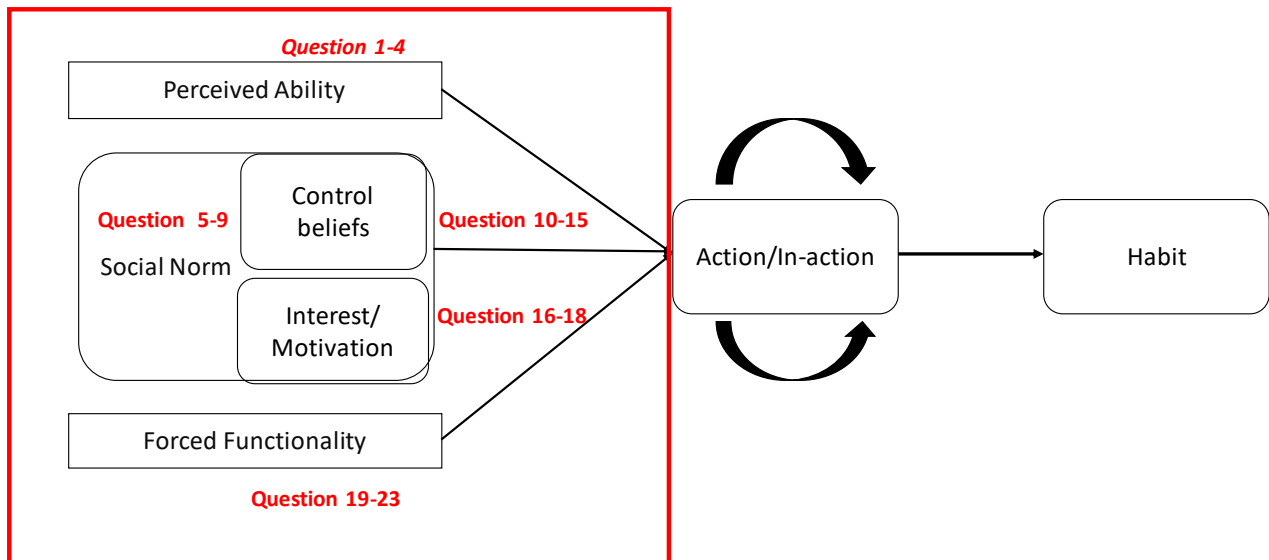 Question 1-4
Perceived Ability
Control
beliefs
Question 5-9
Question 10-15
Social Norm
Action/In-action
Habit
Interest/
Motivation
Question 16-18
Forced Functionality
Question 19-23